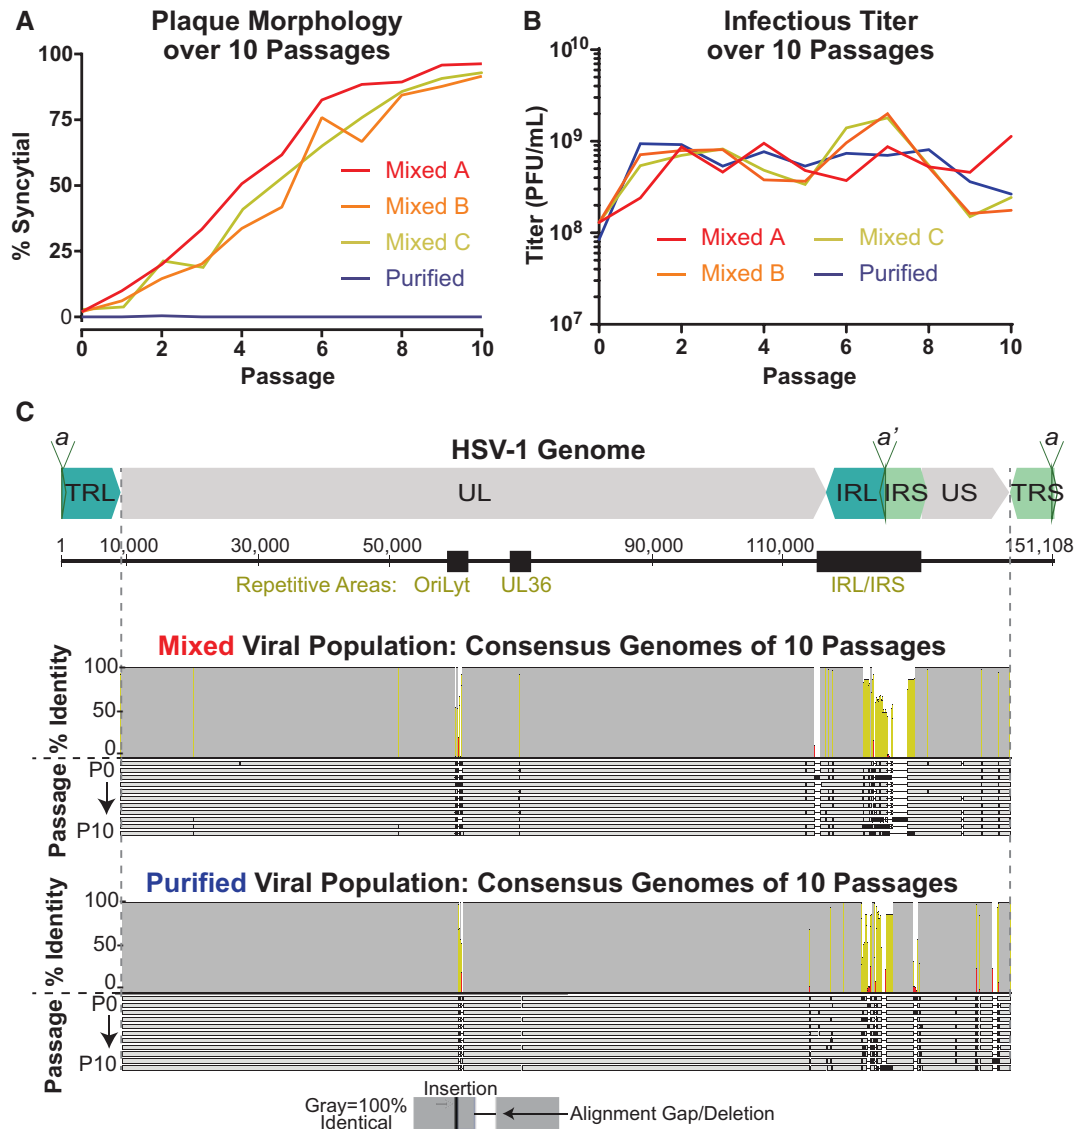 A
Plaque Morphology
over 10 Passages
100
75
50
25
0
% Syncytial
0 2 4 6 8 10
Passage
Mixed A
Mixed B
Mixed C
Purified
B
Infectious Titer
over 10 Passages
10^10
10^9
10^8
10^7
Titer (PFU/mL)
0 2 4 6 8 10
Passage
Mixed A
Mixed B
Mixed C
Purified
C
HSV-1 Genome
a a' a
TRL UL IRL IRS US TRS
1 10,000 30,000 50,000 90,000 110,000 151,108
Repetitive Areas: OriLyt UL36 IRL/IRS
Mixed Viral Population: Consensus Genomes of 10 Passages
% Identity
100
50
0
Passage
P0
P10
Purified Viral Population: Consensus Genomes of 10 Passages
% Identity
100
50
0
Passage
P0
P10
Insertion
Gray=100%
Identical
Alignment Gap/Deletion